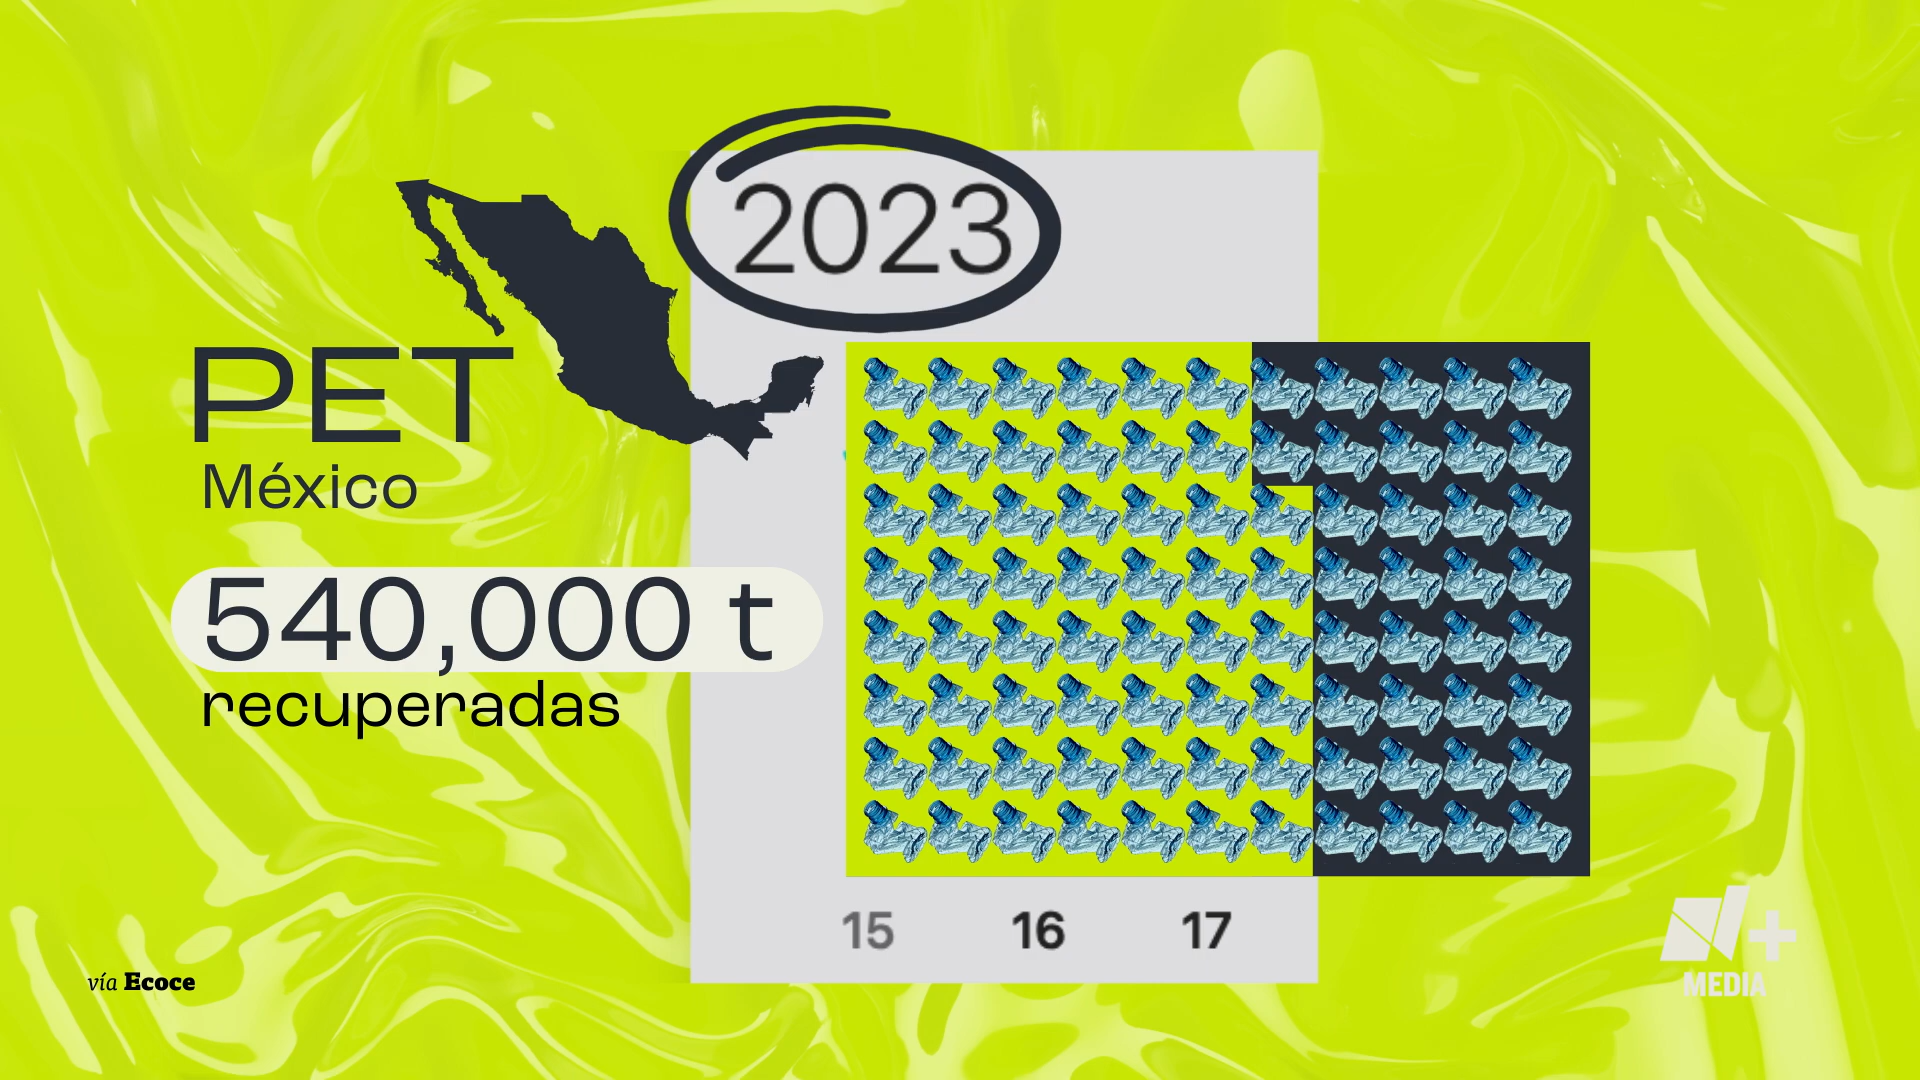 2023
PET
México
540,000 t
recuperadas
15 16 17
vía Ecoce
N+
MEDIA